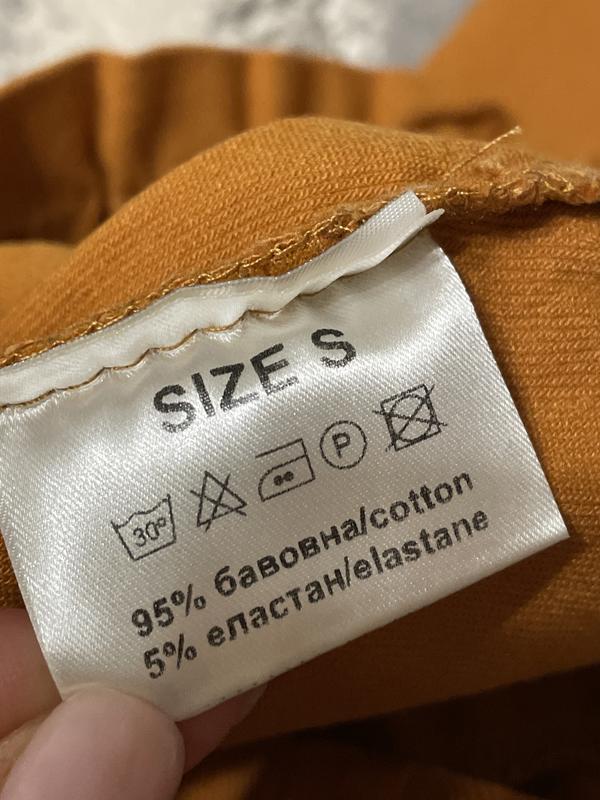 SIZE S
30° P
95% бавовна/cotton
5% еластан/elastane